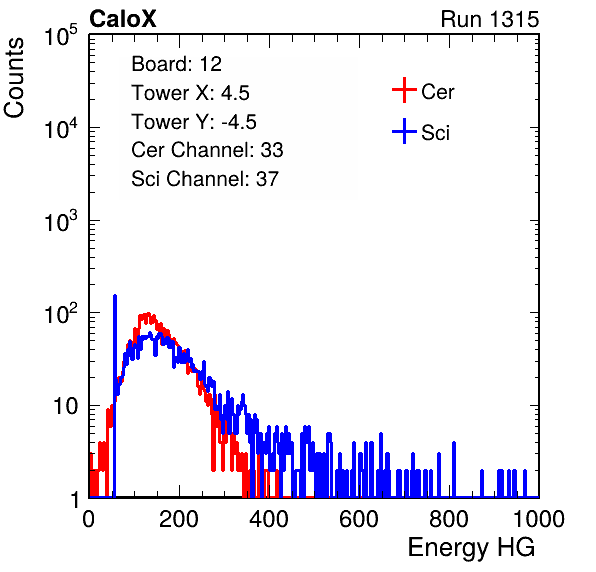 CaloX Run 1315
Counts
10^5
10^4
10^3
10^2
10
1
Board: 12
Tower X: 4.5
Tower Y: -4.5
Cer Channel: 33
Sci Channel: 37
Cer
Sci
0 200 400 600 800 1000
Energy HG